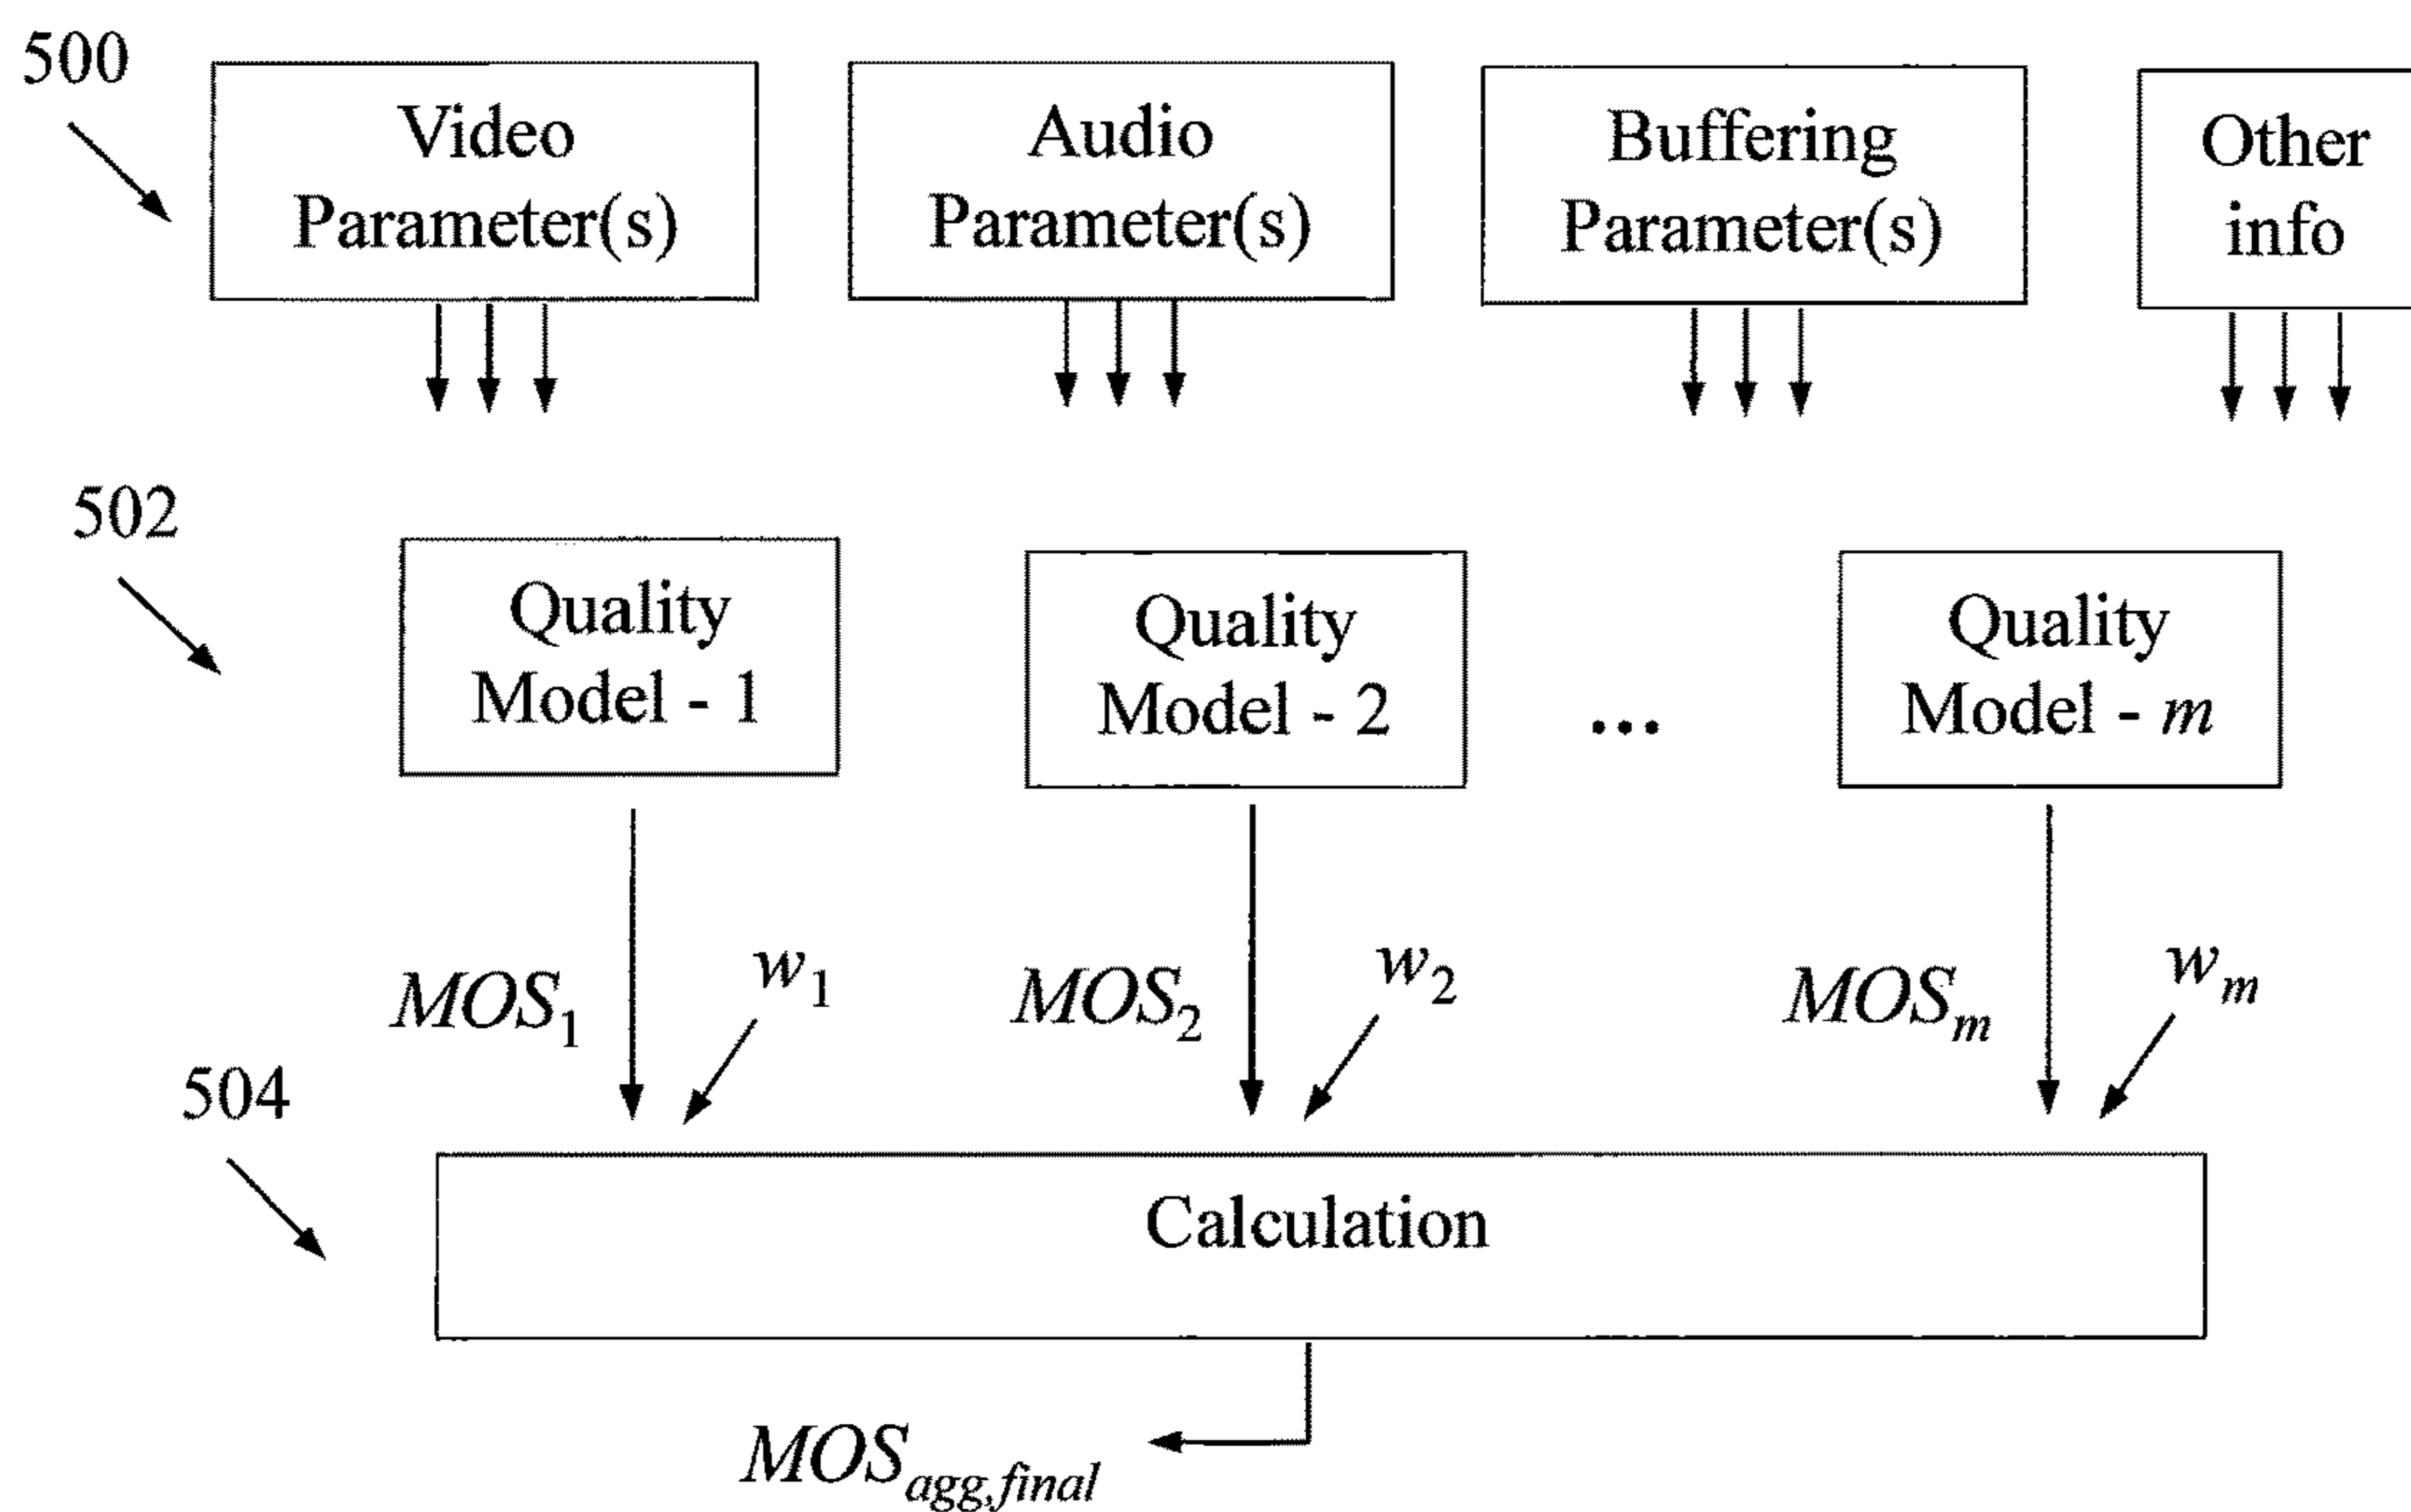 500
Video
Parameter(s)
Audio
Parameter(s)
Buffering
Parameter(s)
Other
info
502
Quality
Model - 1
Quality
Model - 2
...
Quality
Model - m
MOS₁
w₁
MOS₂
w₂
MOSₘ
wₘ
504
Calculation
MOS_agg,final